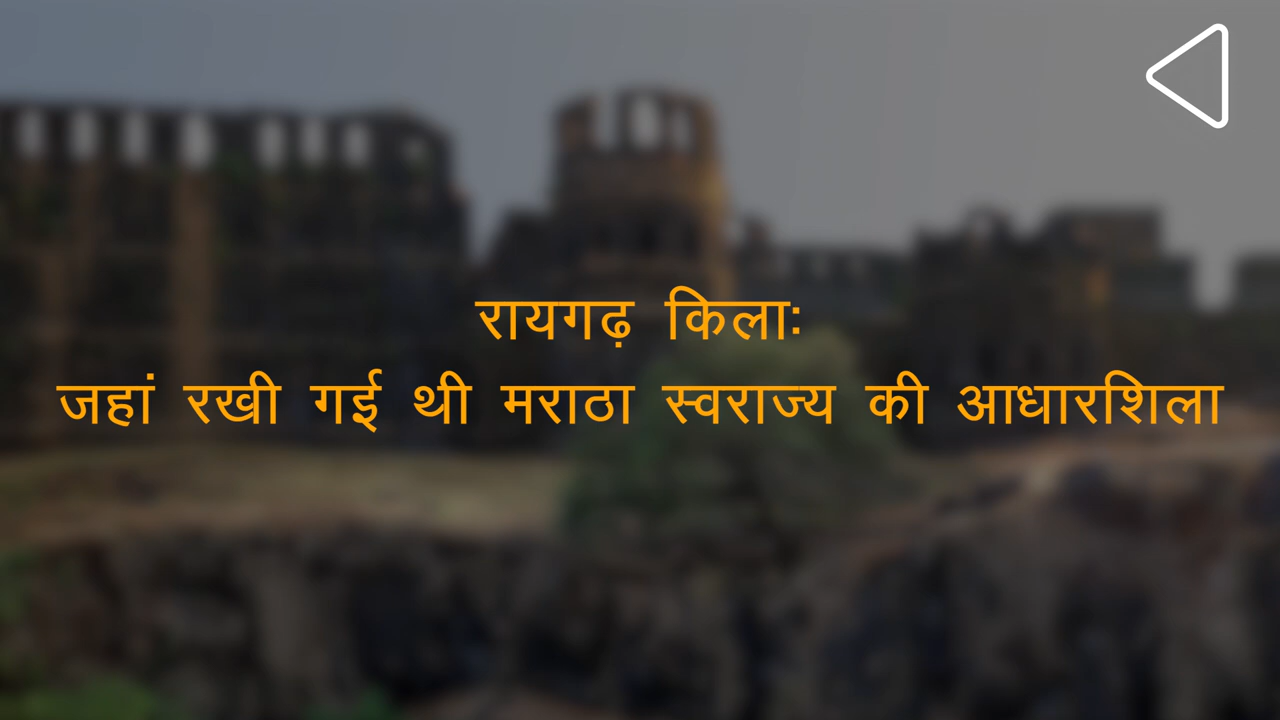 रायगढ़ किलाः
जहां रखी गई थी मराठा स्वराज्य की आधारशिला